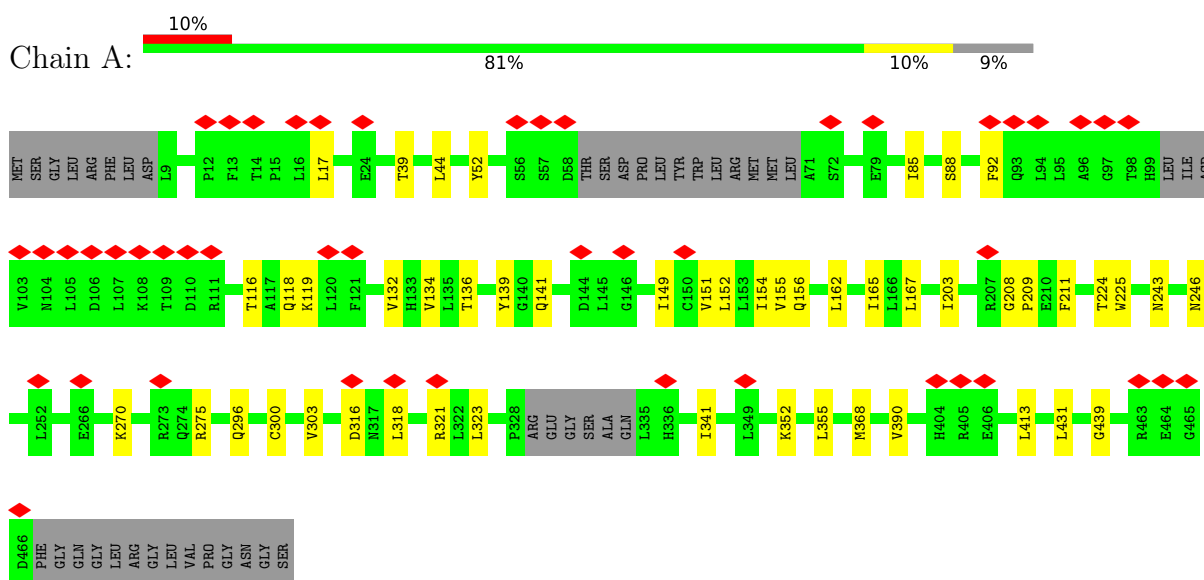 10%
Chain A:
81% 10% 9%
MET SER GLY LEU ARG PHE LEU ASP L9 P12 F13 T14 P15 L16 L17 E24 T39 L44 Y52 S56 S57 D58 THR SER ASP PRO LEU TYR TRP LEU ARG MET MET LEU A71 S72 E79 I85 S88 F92 Q93 L94 L95 A96 G97 T98 H99 LEU ILE
V103 N104 L105 D106 L107 K108 T109 D110 R111 T116 A117 Q118 K119 L120 F121 V132 H133 V134 L135 T136 Y139 G140 Q141 D144 L145 G146 I149 C150 V151 L152 L153 I154 V155 Q156 L162 I165 L166 L167 I203 R207 G208 P209 E210 F211 T224 W225 N243 N246
L252 E266 K270 R273 Q274 R275 Q296 C300 V303 D316 N317 L318 R321 L322 L323 P328 ARG GLU GLY SER ALA GLN L335 H336 I341 L349 K352 L355 M368 V390 H404 R405 E406 L413 L431 G439 R463 E464 G465
D466 PHE GLY GLN GLY LEU ARG GLY LEU VAL PRO GLY ASN GLY SER